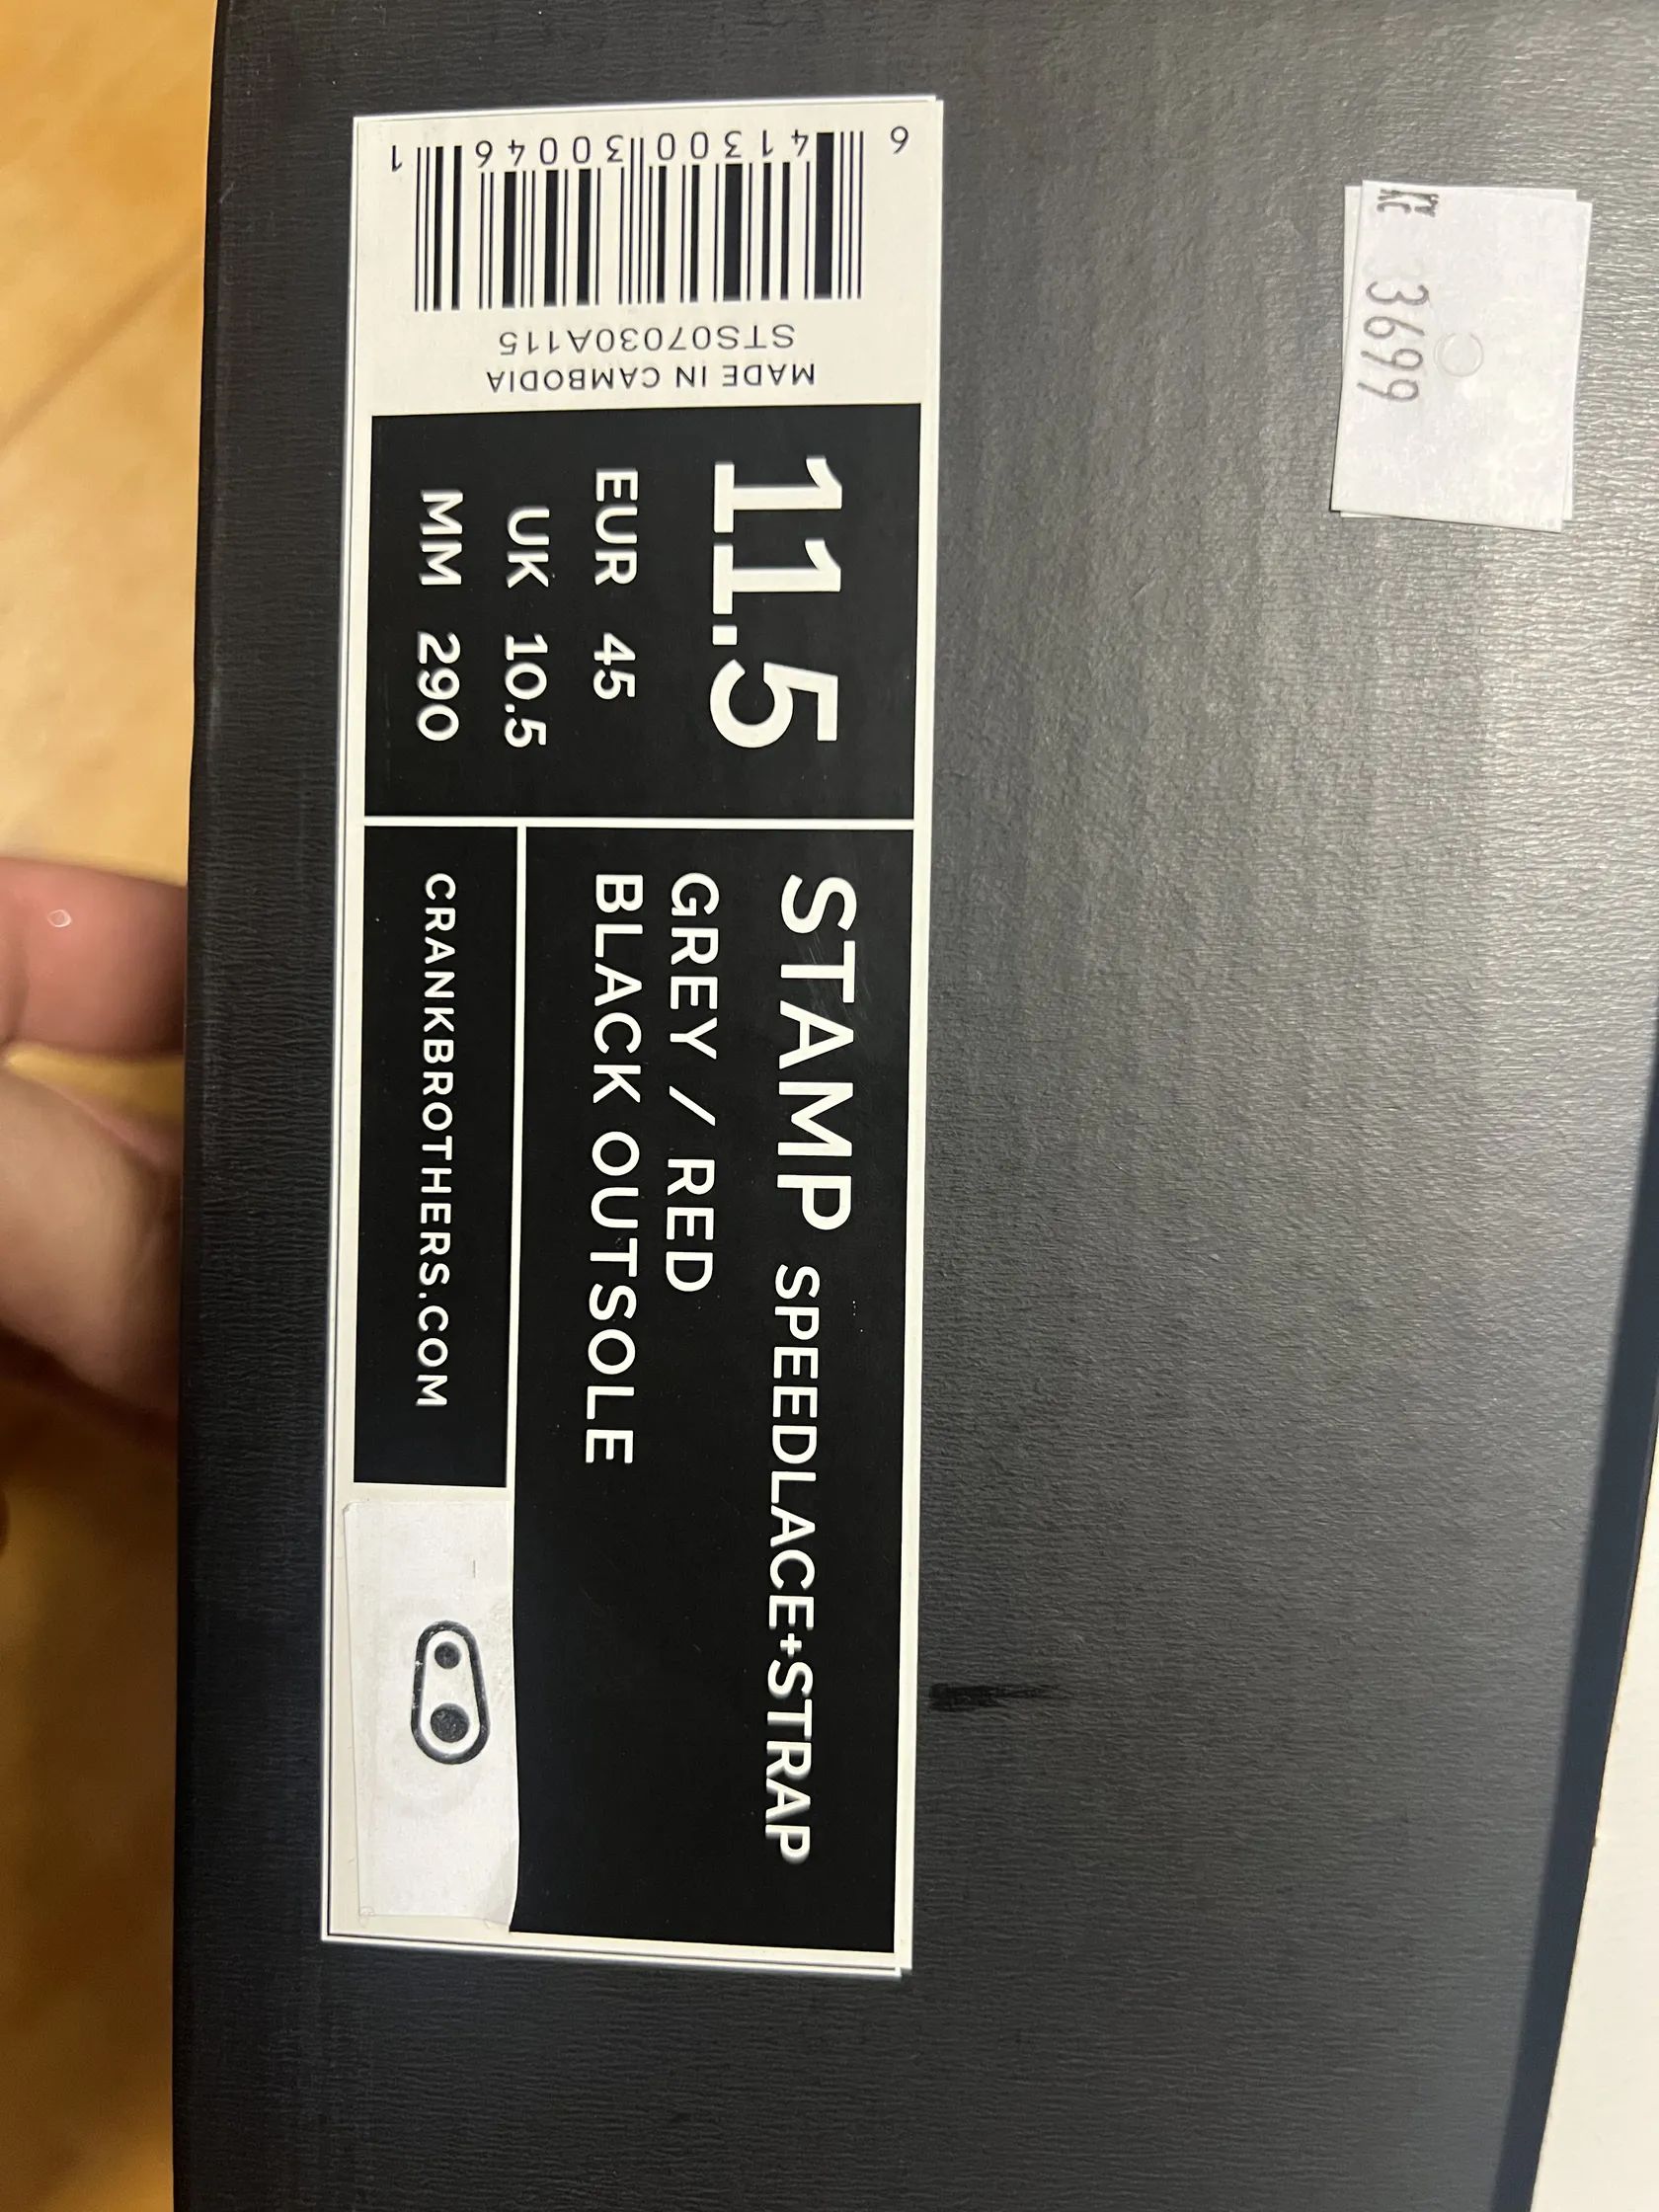 11.5
EUR 45
UK 10.5
MM 290
STAMP SPEEDLACE+STRAP
GREY / RED
BLACK OUTSOLE
CRANKBROTHERS.COM
MADE IN CAMBODIA
STS07030A115
6 41300 30046 1
3699